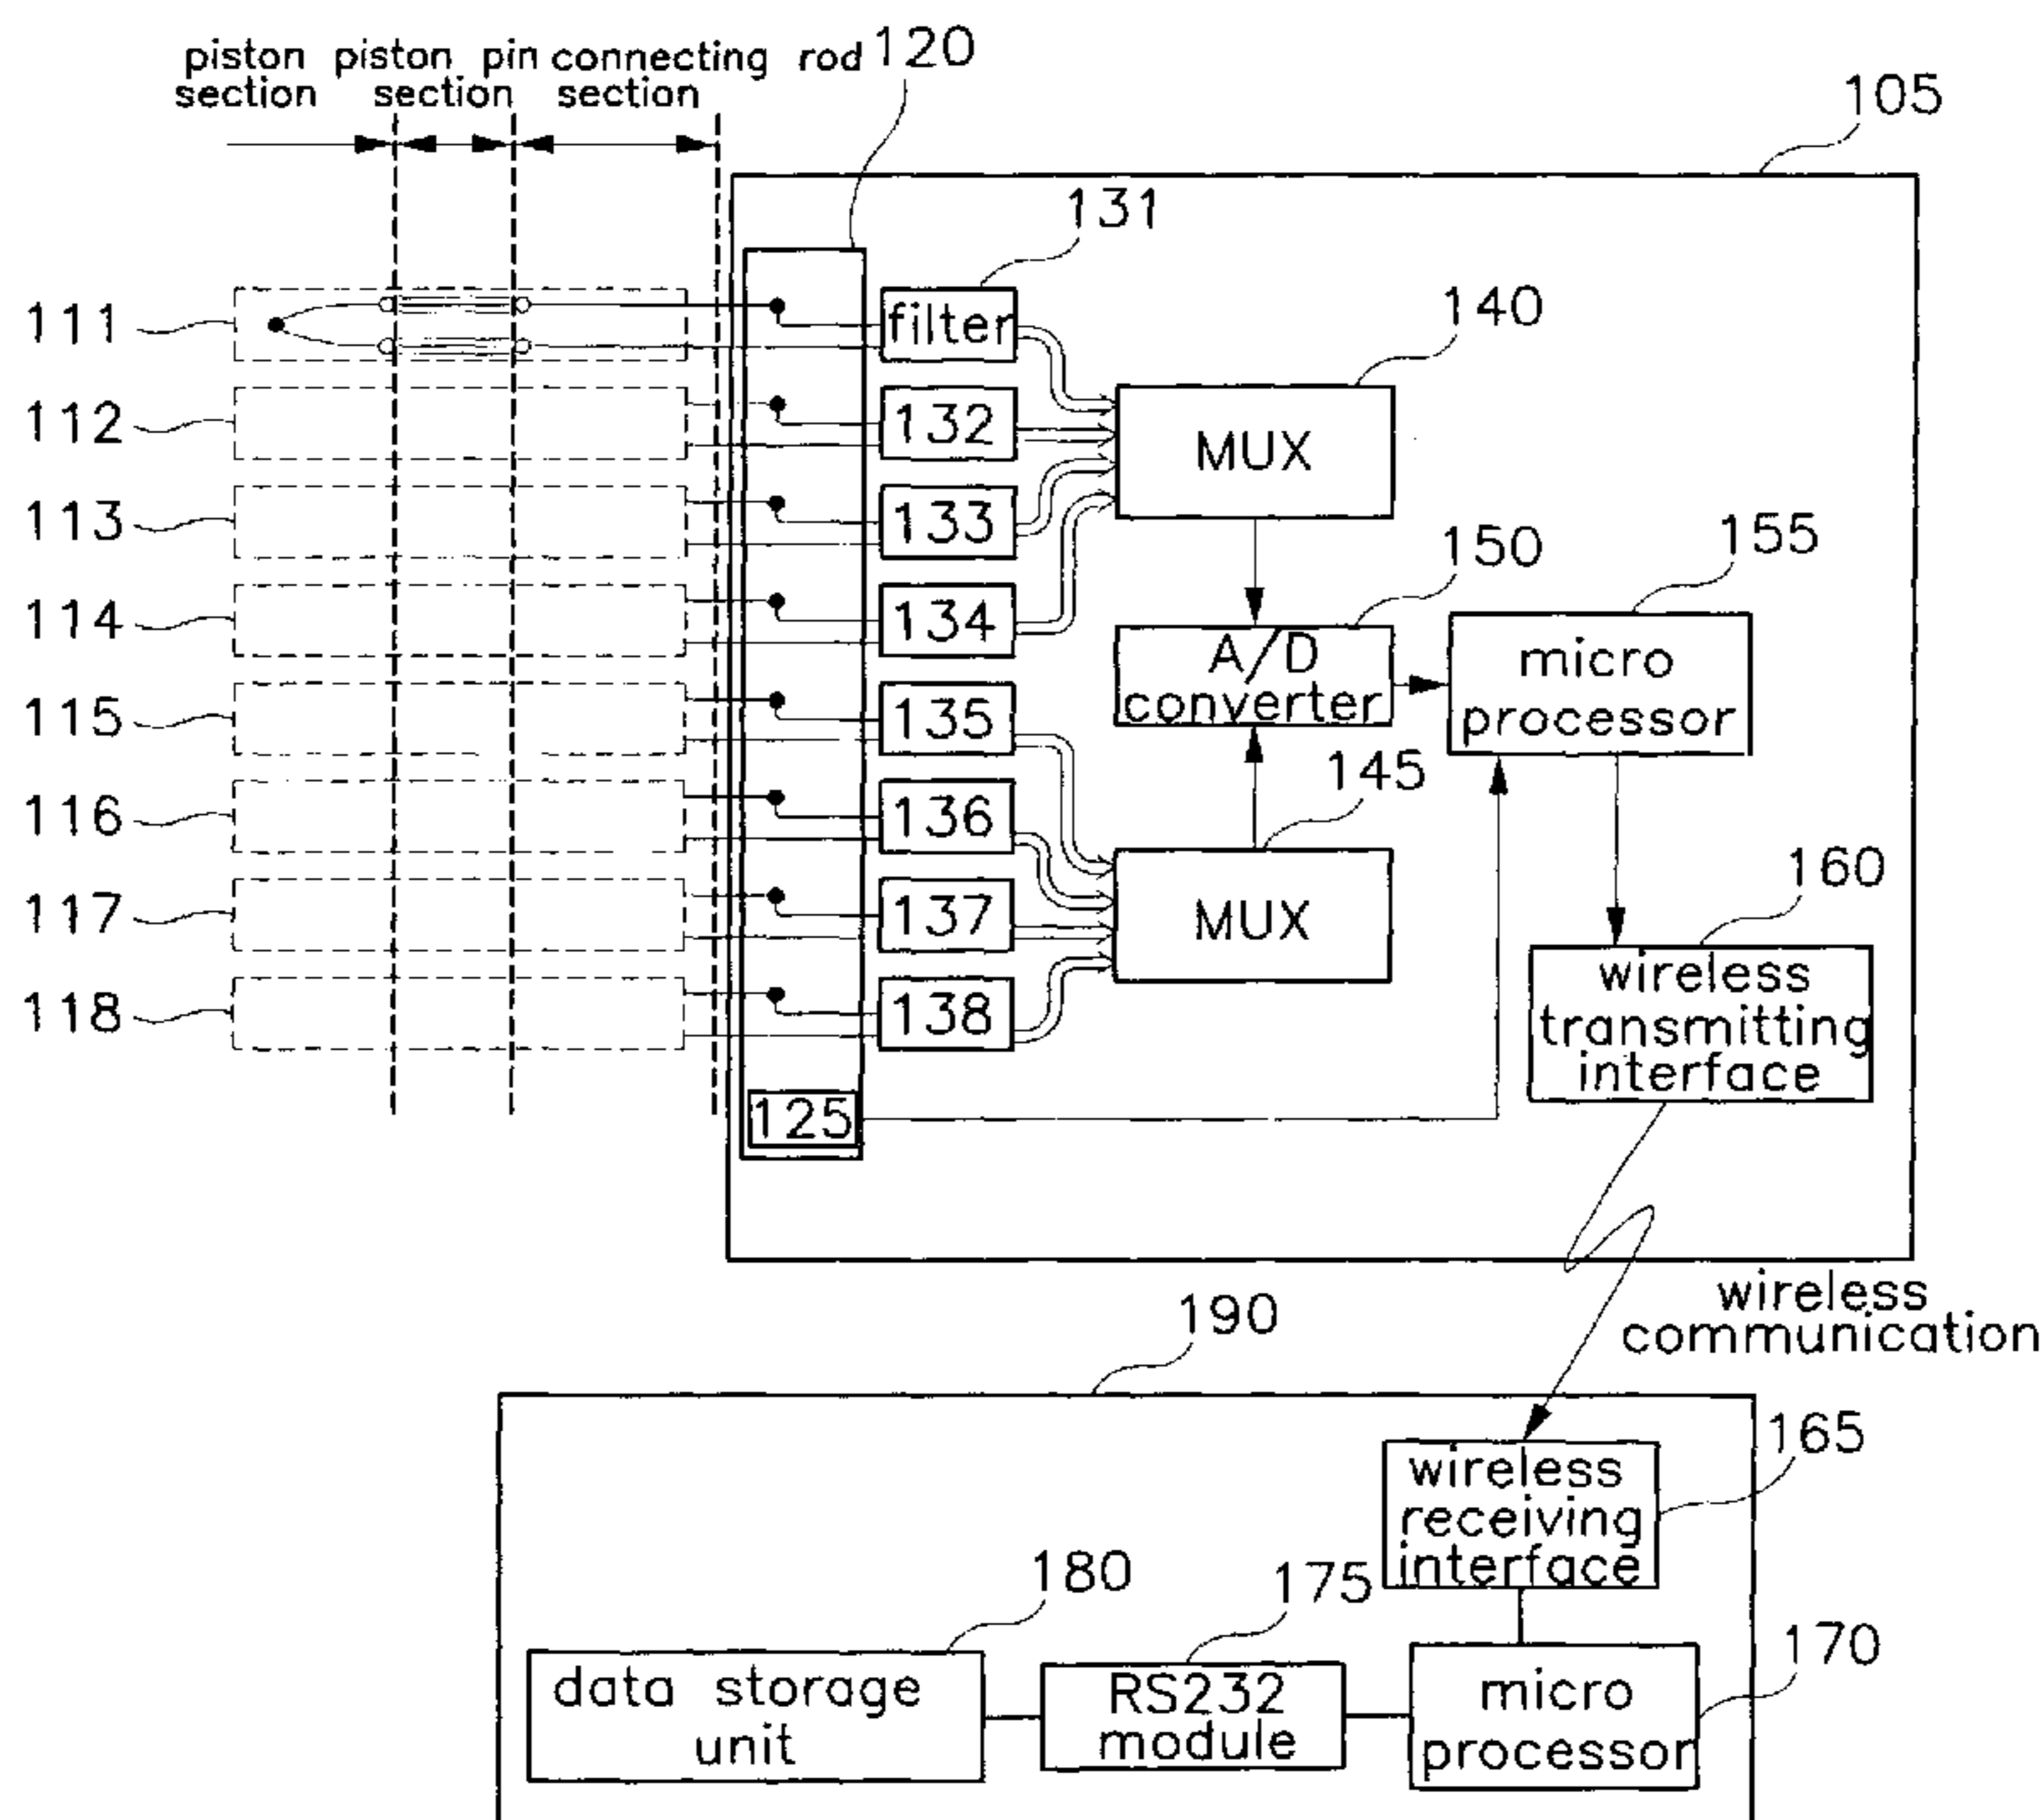 piston piston pin connecting rod 120
section section section
105
131
111
filter
140
112
132
MUX
113
133
150
155
114
134
A/D
converter
micro
processor
115
135
145
116
136
160
117
137
MUX
wireless
transmitting
interface
118
138
125
wireless
communication
190
165
wireless
receiving
interface
180
175
170
data storage
unit
RS232
module
micro
processor